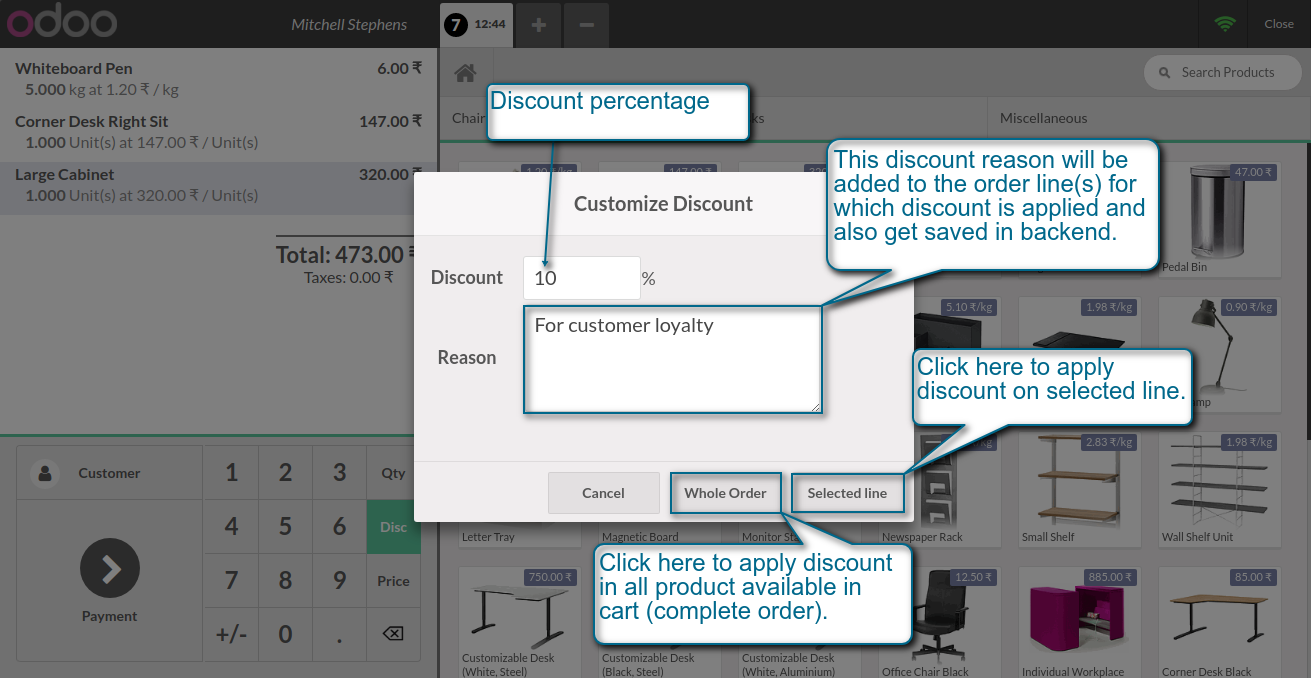 odoo
Mitchell Stephens
7 12:44
Close
Whiteboard Pen 6.00 ₹
5.000 kg at 1.20 ₹ / kg
Corner Desk Right Sit 147.00 ₹
1.000 Unit(s) at 147.00 ₹ / Unit(s)
Large Cabinet 320.00
1.000 Unit(s) at 320.00 ₹ / Unit(s)
Total: 473.00
Taxes: 0.00 ₹
Search Products
Miscellaneous
Discount percentage
This discount reason will be
added to the order line(s) for
which discount is applied and
also get saved in backend.
Customize Discount
Discount 10 %
Reason
For customer loyalty
Click here to apply
discount on selected line.
Cancel
Whole Order
Selected line
Click here to apply discount
in all product available in
cart (complete order).
47.00 ₹
Pedal Bin
5.10 ₹/kg
1.98 ₹/kg
0.90 ₹/kg
2.83 ₹/kg
1.98 ₹/kg
Letter Tray
Magnetic Board
Monitor
Newspaper Rack
Small Shelf
Wall Shelf Unit
750.00 ₹
12.50 ₹
885.00 ₹
85.00 ₹
Customizable Desk
(White, Steel)
Customizable Desk
(Black, Steel)
Customizable Desk
(White, Aluminium)
Office Chair Black
Individual Workplace
Corner Desk Black
Customer
Payment
1 2 3 Qty
4 5 6 Disc
7 8 9 Price
+/- 0 .